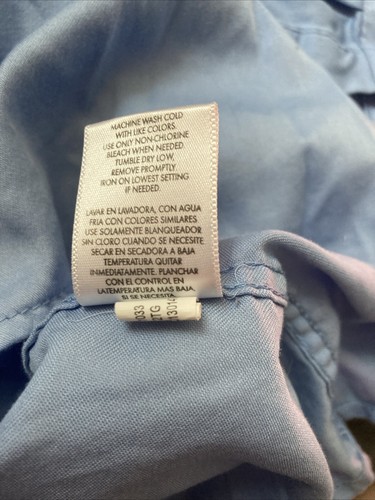 MACHINE WASH COLD
WITH LIKE COLORS.
USE ONLY NON-CHLORINE
BLEACH WHEN NEEDED.
TUMBLE DRY LOW,
REMOVE PROMPTLY.
IRON ON LOWEST SETTING
IF NEEDED.
LAVAR EN LAVADORA, CON AGUA
FRIA CON COLORES SIMILARES
USE SOLAMENTE BLANQUEADOR
SIN CLORO CUANDO SE NECESITE
SECAR EN SECADORA A BAJA
TEMPERATURA QUITAR
INMEDIATAMENTE. PLANCHAR
CON EL CONTROL EN
LATEMPERATURA MAS BAJA.
SI SE NECESITA.
033